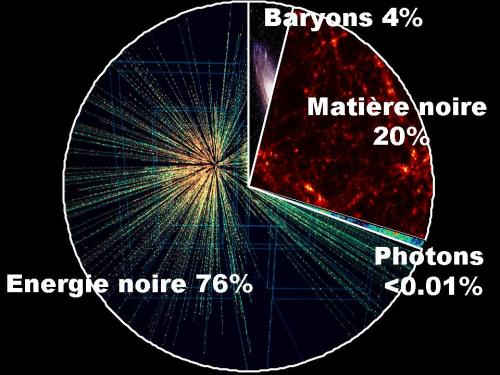 Baryons 4%
Matière noire
20%
Photons
<0.01%
Energie noire 76%